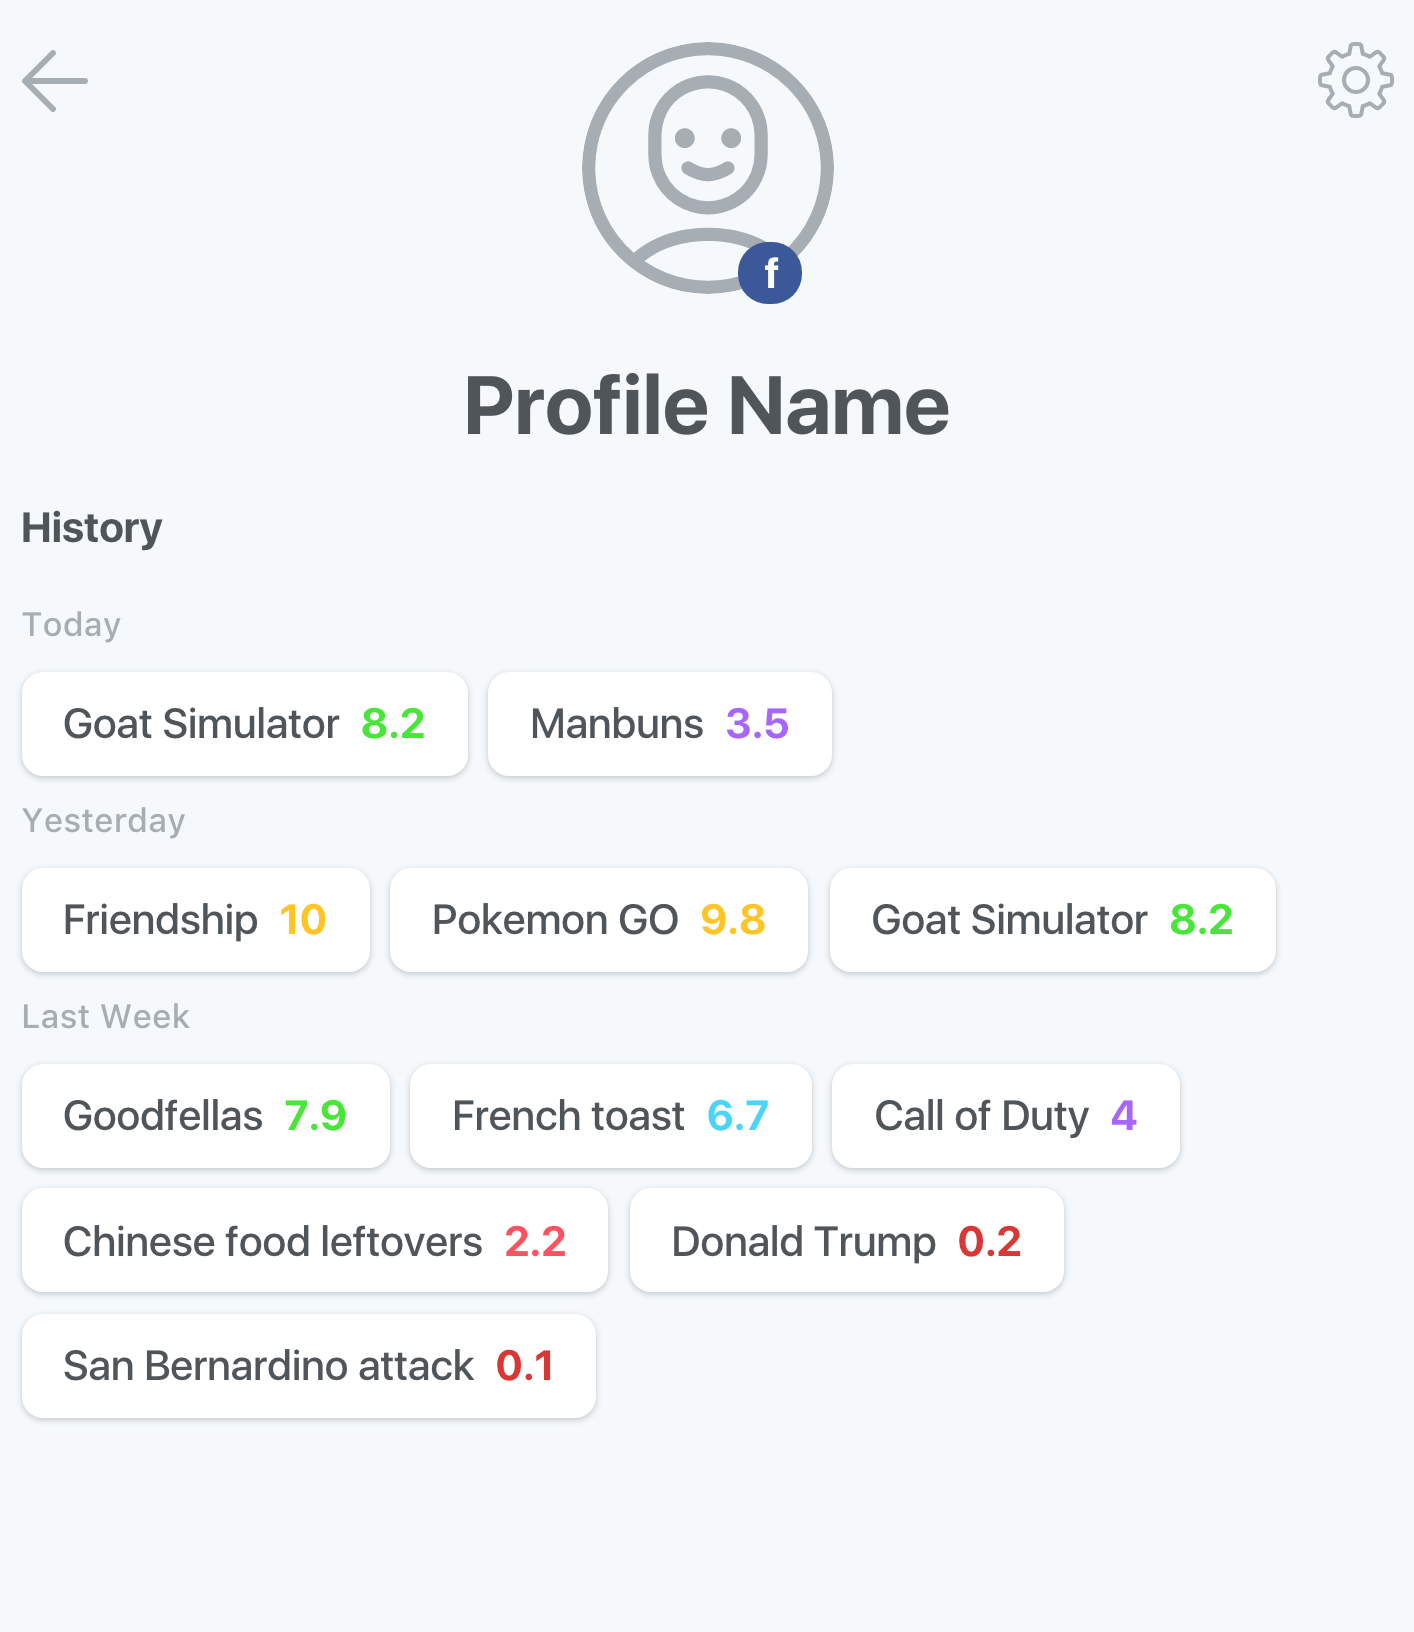 f
Profile Name
History
Today
Goat Simulator 8.2 Manbuns 3.5
Yesterday
Friendship 10 Pokemon GO 9.8 Goat Simulator 8.2
Last Week
Goodfellas 7.9 French toast 6.7 Call of Duty 4
Chinese food leftovers 2.2 Donald Trump 0.2
San Bernardino attack 0.1